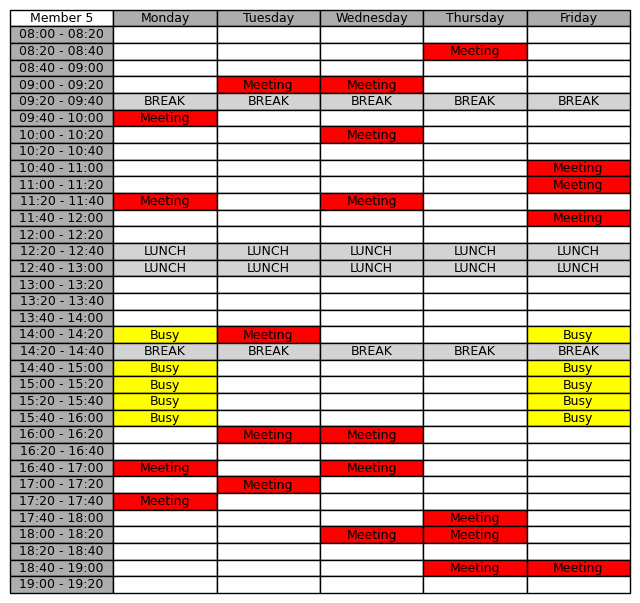 Member 5 Monday Tuesday Wednesday Thursday Friday
08:00 - 08:20
08:20 - 08:40 Meeting
08:40 - 09:00
09:00 - 09:20 Meeting Meeting
09:20 - 09:40 BREAK BREAK BREAK BREAK BREAK
09:40 - 10:00 Meeting
10:00 - 10:20 Meeting
10:20 - 10:40
10:40 - 11:00 Meeting
11:00 - 11:20 Meeting
11:20 - 11:40 Meeting Meeting
11:40 - 12:00 Meeting
12:00 - 12:20
12:20 - 12:40 LUNCH LUNCH LUNCH LUNCH LUNCH
12:40 - 13:00 LUNCH LUNCH LUNCH LUNCH LUNCH
13:00 - 13:20
13:20 - 13:40
13:40 - 14:00
14:00 - 14:20 Busy Meeting Busy
14:20 - 14:40 BREAK BREAK BREAK BREAK BREAK
14:40 - 15:00 Busy Busy
15:00 - 15:20 Busy Busy
15:20 - 15:40 Busy Busy
15:40 - 16:00 Busy Busy
16:00 - 16:20 Meeting Meeting
16:20 - 16:40
16:40 - 17:00 Meeting Meeting
17:00 - 17:20 Meeting
17:20 - 17:40 Meeting
17:40 - 18:00 Meeting
18:00 - 18:20 Meeting Meeting
18:20 - 18:40
18:40 - 19:00 Meeting Meeting
19:00 - 19:20